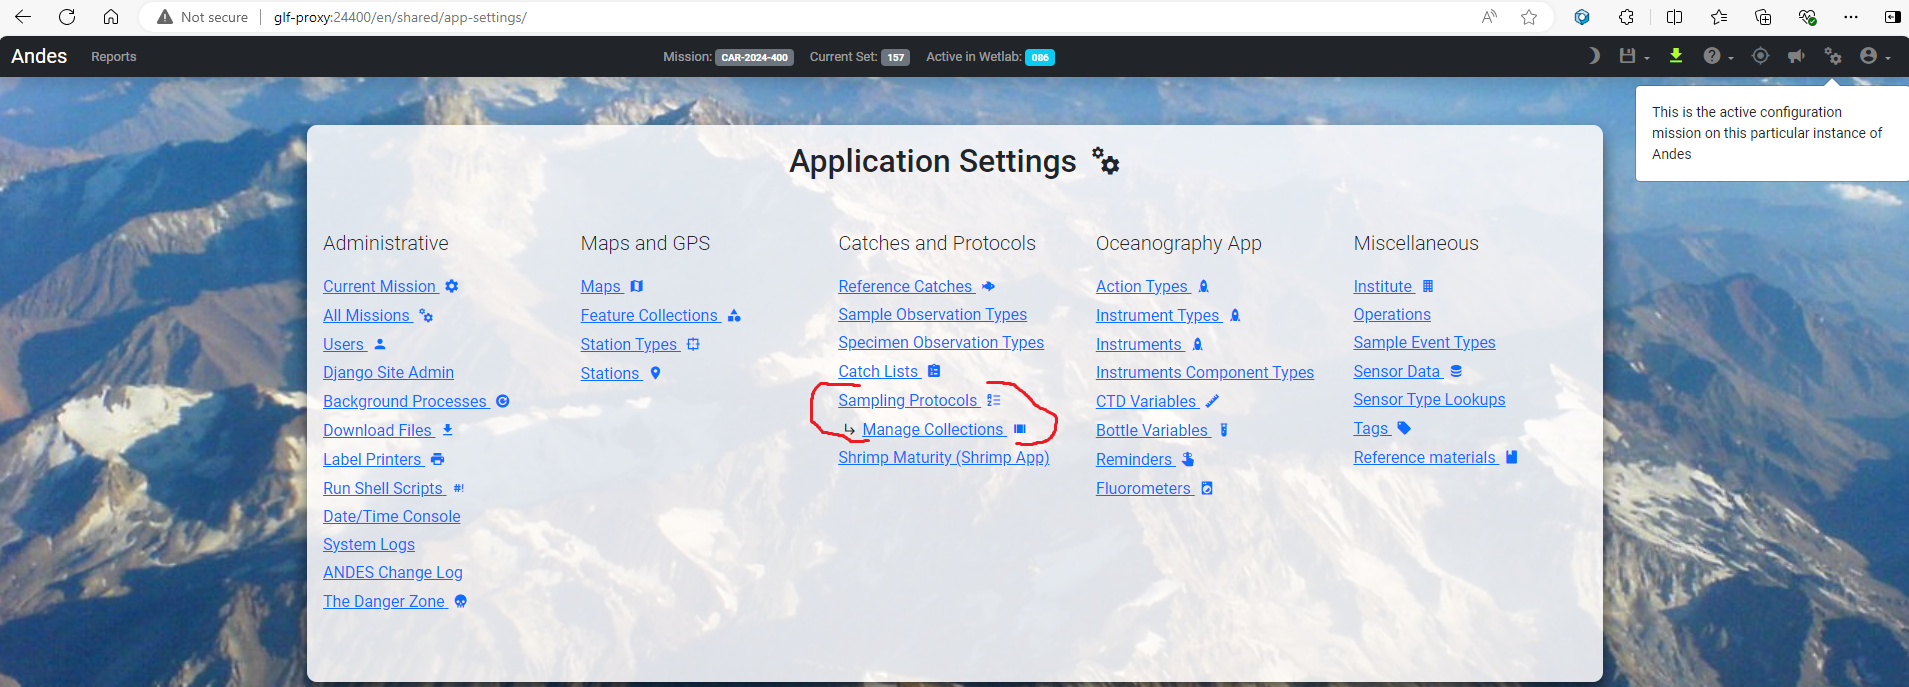 Not secure glf-proxy:24400/en/shared/app-settings/
Andes Reports Mission: CAR-2024-400 Current Set: 157 Active in Wetlab: 086
This is the active configuration
mission on this particular instance of
Andes
Application Settings
Administrative
Current Mission
All Missions
Users
Django Site Admin
Background Processes
Download Files
Label Printers
Run Shell Scripts #!
Date/Time Console
System Logs
ANDES Change Log
The Danger Zone
Maps and GPS
Maps
Feature Collections
Station Types
Stations
Catches and Protocols
Reference Catches
Sample Observation Types
Specimen Observation Types
Catch Lists
Sampling Protocols
Manage Collections
Shrimp Maturity (Shrimp App)
Oceanography App
Action Types
Instrument Types
Instruments
Instruments Component Types
CTD Variables
Bottle Variables
Reminders
Fluorometers
Miscellaneous
Institute
Operations
Sample Event Types
Sensor Data
Sensor Type Lookups
Tags
Reference materials